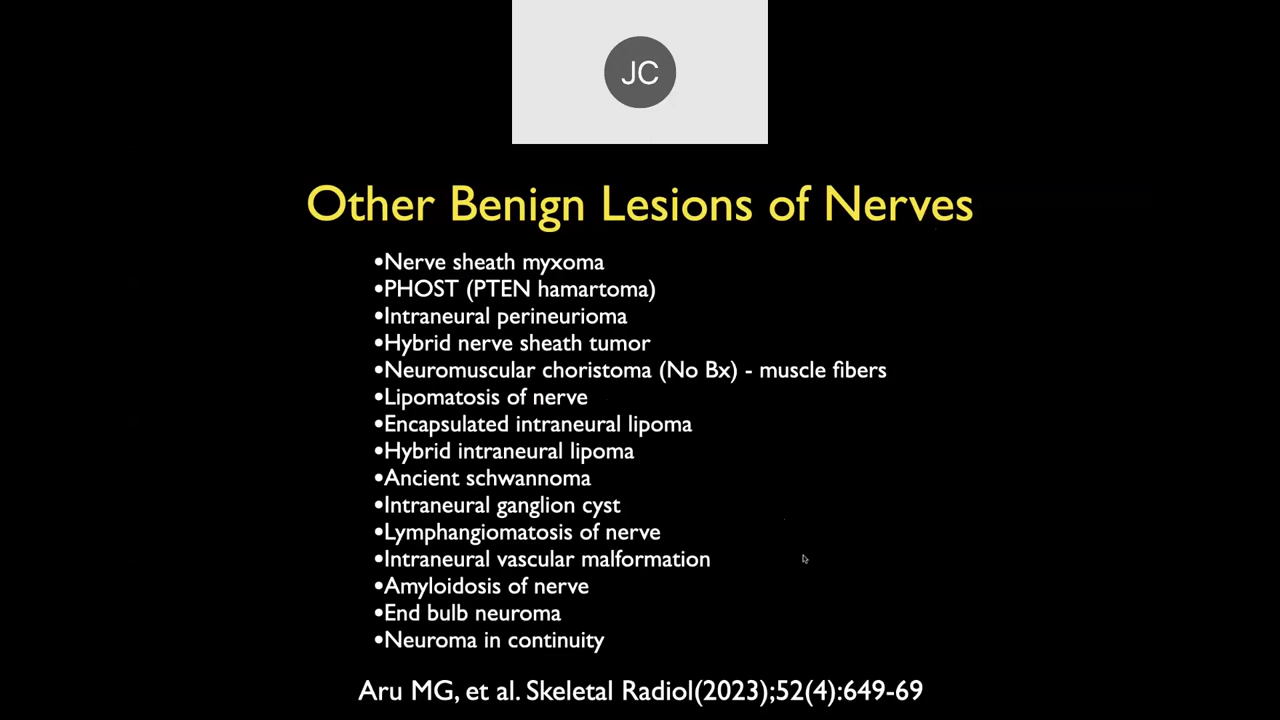 JC
Other Benign Lesions of Nerves
•Nerve sheath myxoma
•PHOST (PTEN hamartoma)
•Intraneural perineurioma
•Hybrid nerve sheath tumor
•Neuromuscular choristoma (No Bx) - muscle fibers
•Lipomatosis of nerve
•Encapsulated intraneural lipoma
•Hybrid intraneural lipoma
•Ancient schwannoma
•Intraneural ganglion cyst
•Lymphangiomatosis of nerve
•Intraneural vascular malformation
•Amyloidosis of nerve
•End bulb neuroma
•Neuroma in continuity
Aru MG, et al. Skeletal Radiol(2023);52(4):649-69